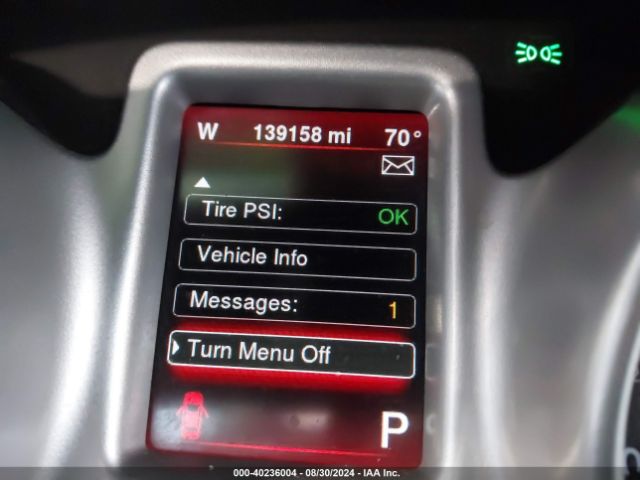 W 139158 mi 70°
Tire PSI: OK
Vehicle Info
Messages: 1
Turn Menu Off
P
000-40236004 - 08/30/2024 - IAA Inc.